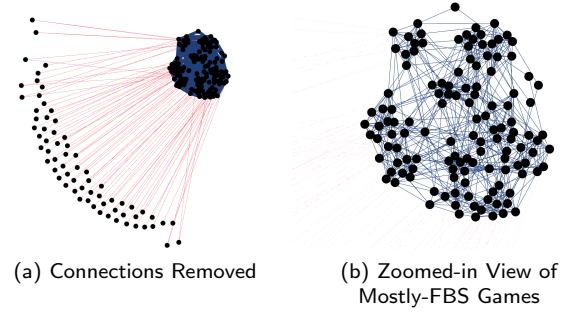 (a) Connections Removed
(b) Zoomed-in View of
Mostly-FBS Games